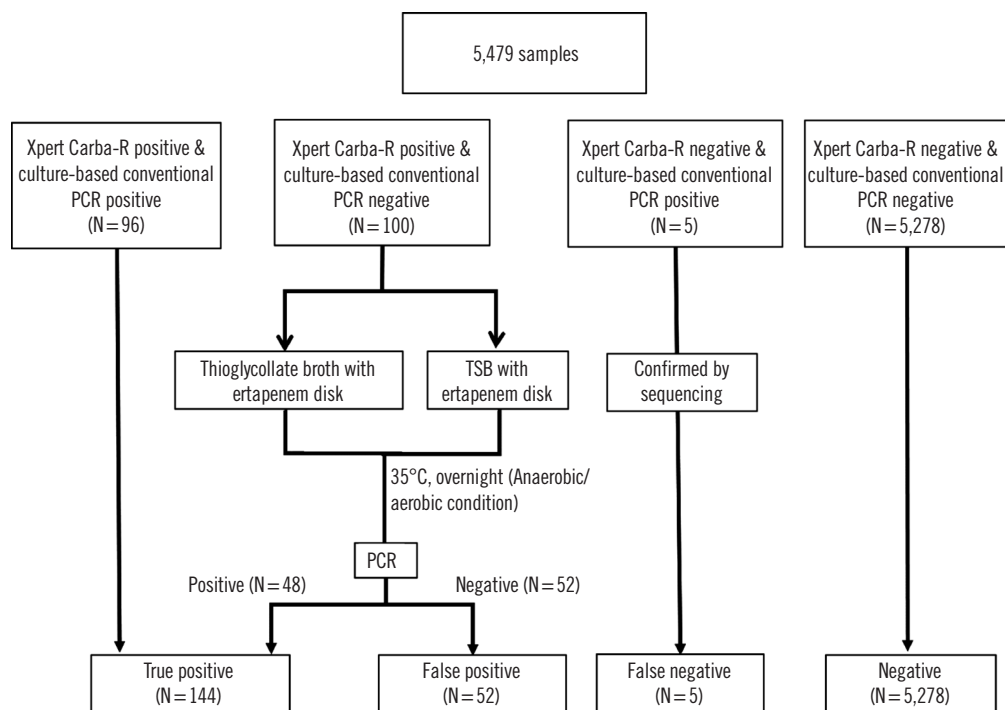 5,479 samples
Xpert Carba-R positive &
culture-based conventional
PCR positive
(N=96)
Xpert Carba-R positive &
culture-based conventional
PCR negative
(N=100)
Xpert Carba-R negative &
culture-based conventional
PCR positive
(N=5)
Xpert Carba-R negative &
culture-based conventional
PCR negative
(N=5,278)
Thioglycollate broth with
ertapenem disk
TSB with
ertapenem disk
Confirmed by
sequencing
35°C, overnight (Anaerobic/
aerobic condition)
PCR
Positive (N=48)
Negative (N=52)
True positive
(N=144)
False positive
(N=52)
False negative
(N=5)
Negative
(N=5,278)